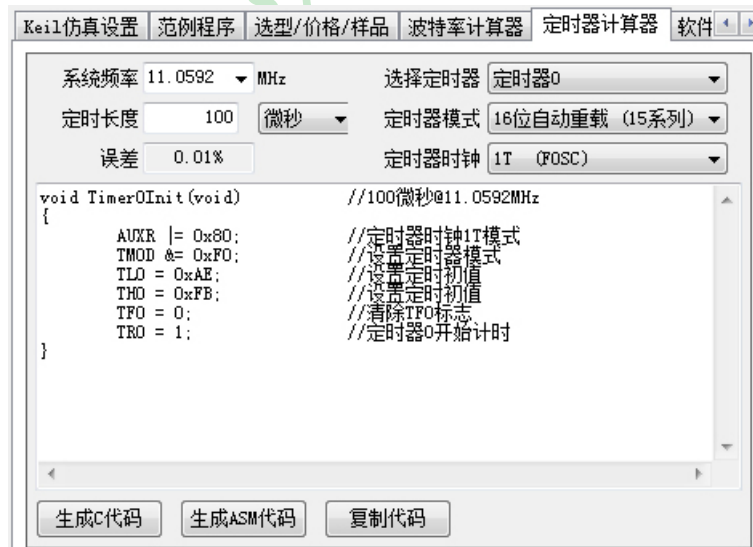 Keil仿真设置 范例程序 选型/价格/样品 波特率计算器 定时器计算器 软件
系统频率 11.0592 MHz 选择定时器 定时器0
定时长度 100 微秒 定时器模式 16位自动重载 (15系列)
误差 0.01% 定时器时钟 1T (FOSC)
void Timer0Init(void) //100微秒@11.0592MHz
{
AUXR |= 0x80; //定时器时钟1T模式
TMOD &= 0xF0; //设置定时器模式
TL0 = 0xAE; //设置定时初值
TH0 = 0xFB; //设置定时初值
TF0 = 0; //清除TF0标志
TR0 = 1; //定时器0开始计时
}
生成C代码 生成ASM代码 复制代码